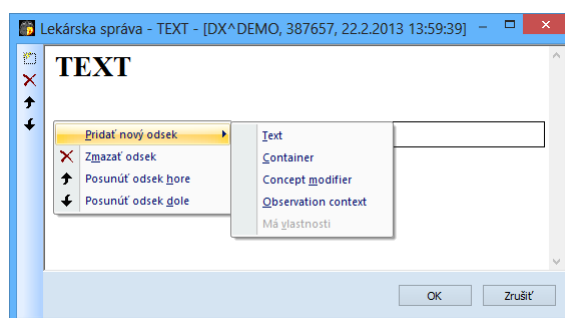 Lekárska správa - TEXT - [DX^DEMO, 387657, 22.2.2013 13:59:39]
TEXT
Pridať nový odsek
Zmazať odsek
Posunúť odsek hore
Posunúť odsek dole
Text
Container
Concept modifier
Observation context
Má vlastnosti
OK
Zrušiť